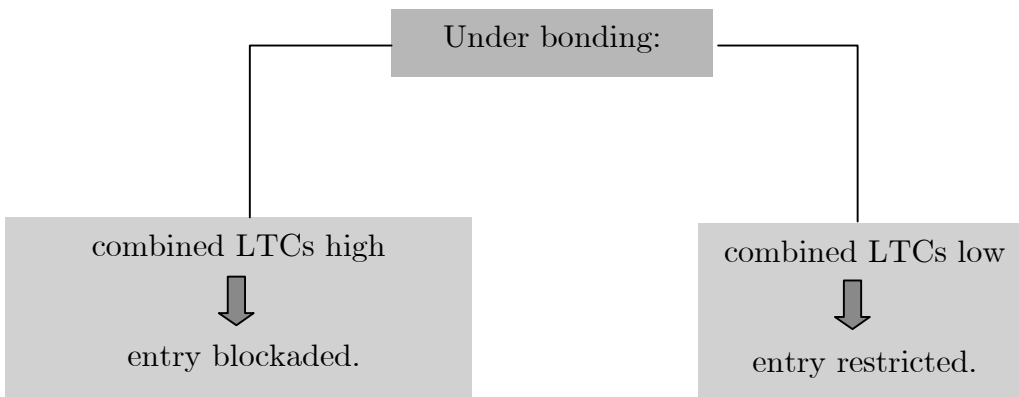 Under bonding:
combined LTCs high
entry blockaded.
combined LTCs low
entry restricted.